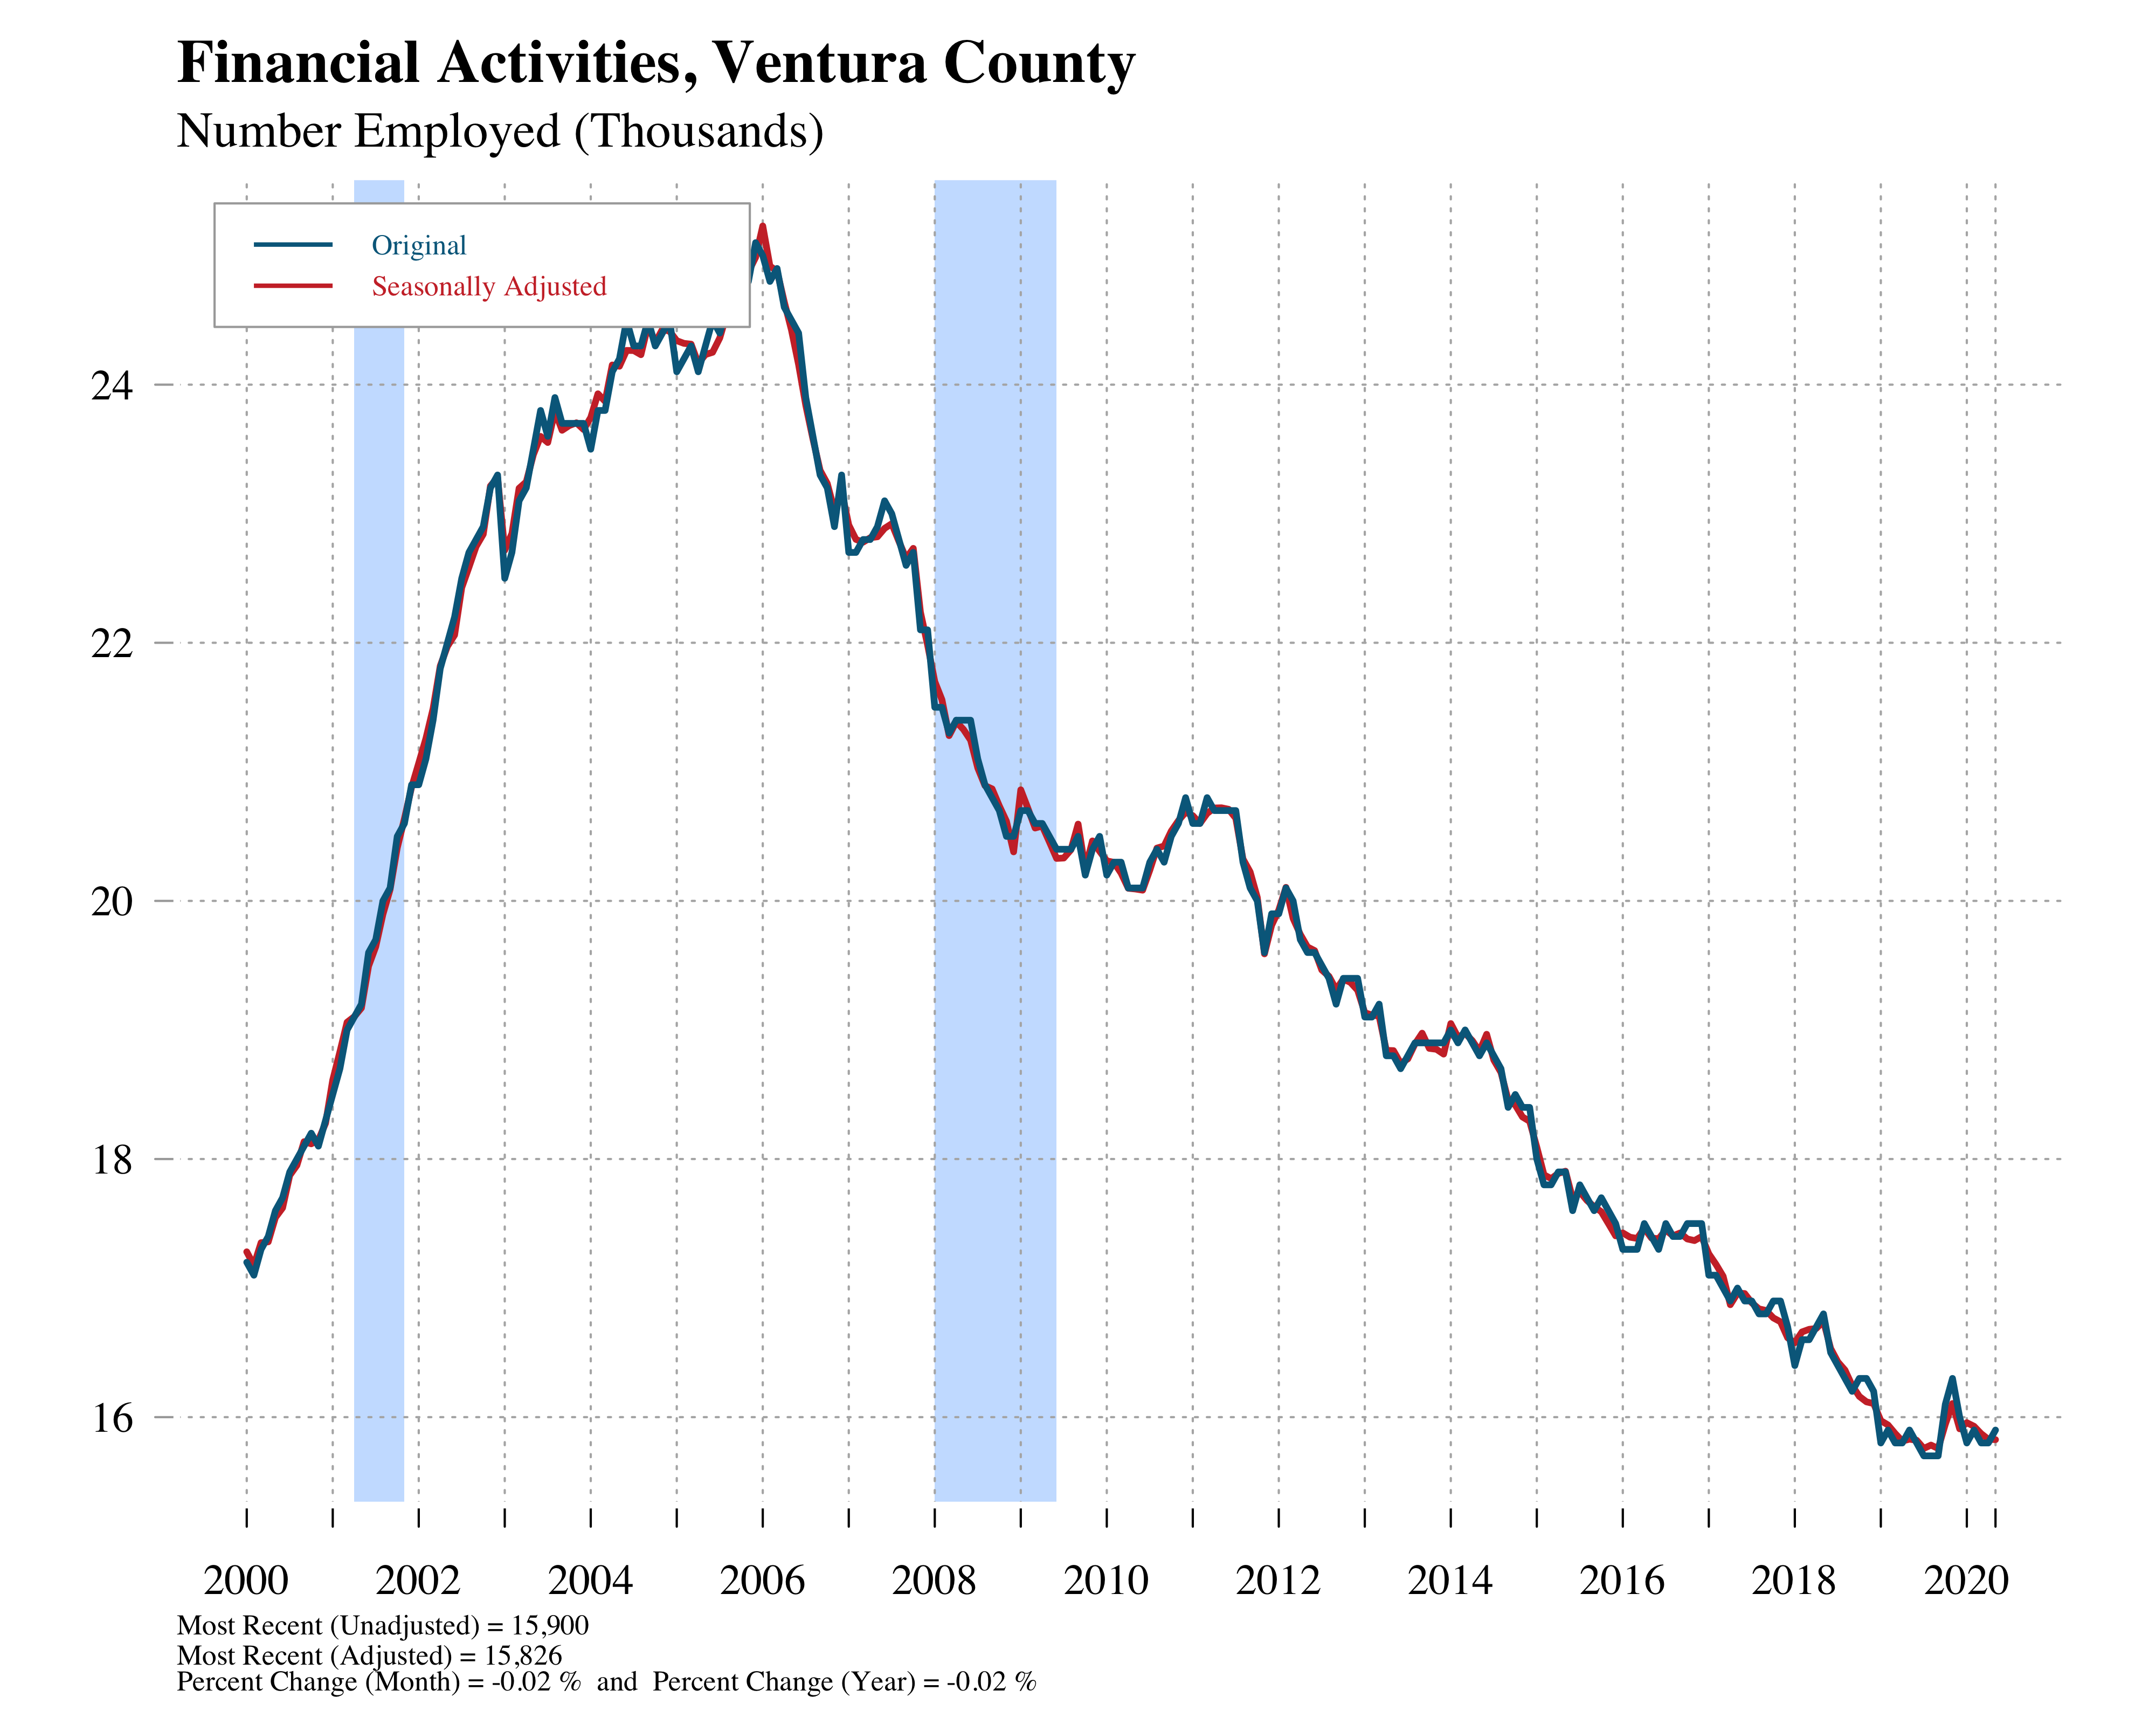 Financial Activities, Ventura County
Number Employed (Thousands)
Original
Seasonally Adjusted
24
22
20
18
16
2000 2002 2004 2006 2008 2010 2012 2014 2016 2018 2020
Most Recent (Unadjusted) = 15,900
Most Recent (Adjusted) = 15,826
Percent Change (Month) = -0.02 % and Percent Change (Year) = -0.02 %